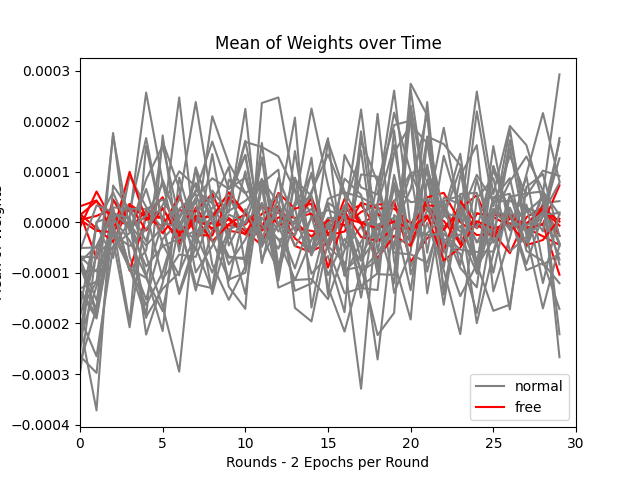 Mean of Weights over Time
0.0003
0.0002
0.0001
0.0000
−0.0001
−0.0002
−0.0003
−0.0004
0 5 10 15 20 25 30
Rounds - 2 Epochs per Round
normal
free